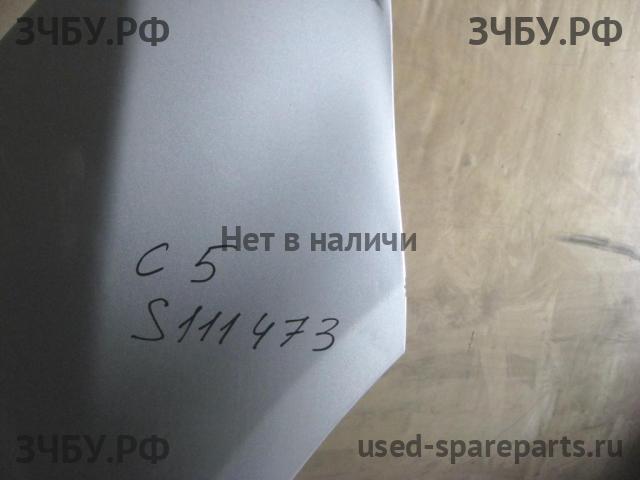 ЗЧБУ.РФ ЗЧБУ.РФ
Нет в наличи
С 5
S111473
ЗЧБУ.РФ used-spareparts.ru